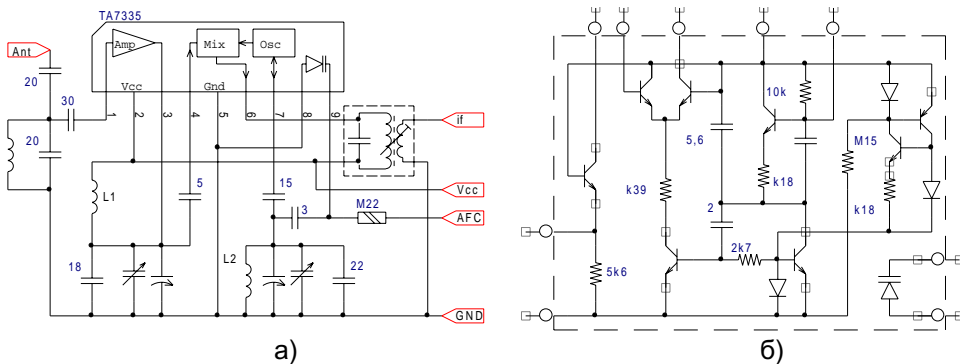 TA7335
Ant
Amp
Mix
Osc
20
30
Vcc
Gnd
1
2
3
4
5
6
7
8
9
if
20
5
15
Vcc
L1
3
M22
AFC
18
L2
22
GND
а)
10k
5,6
M15
k39
k18
k18
2
2k7
5k6
б)